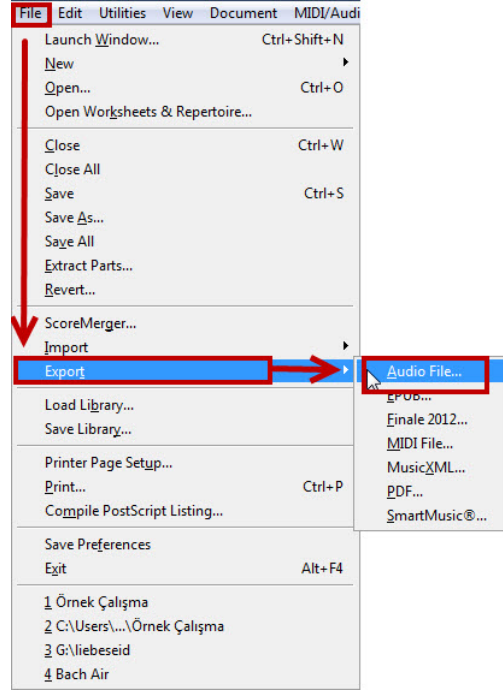 File Edit Utilities View Document MIDI/Audi
Launch Window... Ctrl+Shift+N
New
Open... Ctrl+O
Open Worksheets & Repertoire...
Close Ctrl+W
Close All
Save Ctrl+S
Save As...
Save All
Extract Parts...
Revert...
ScoreMerger...
Import
Export
Audio File...
EPUB...
Finale 2012...
MIDI File...
MusicXML...
PDF...
SmartMusic®...
Load Library...
Save Library...
Printer Page Setup...
Print... Ctrl+P
Compile PostScript Listing...
Save Preferences
Exit Alt+F4
1 Örnek Çalışma
2 C:\Users\...\Örnek Çalışma
3 G:\liebeseid
4 Bach Air